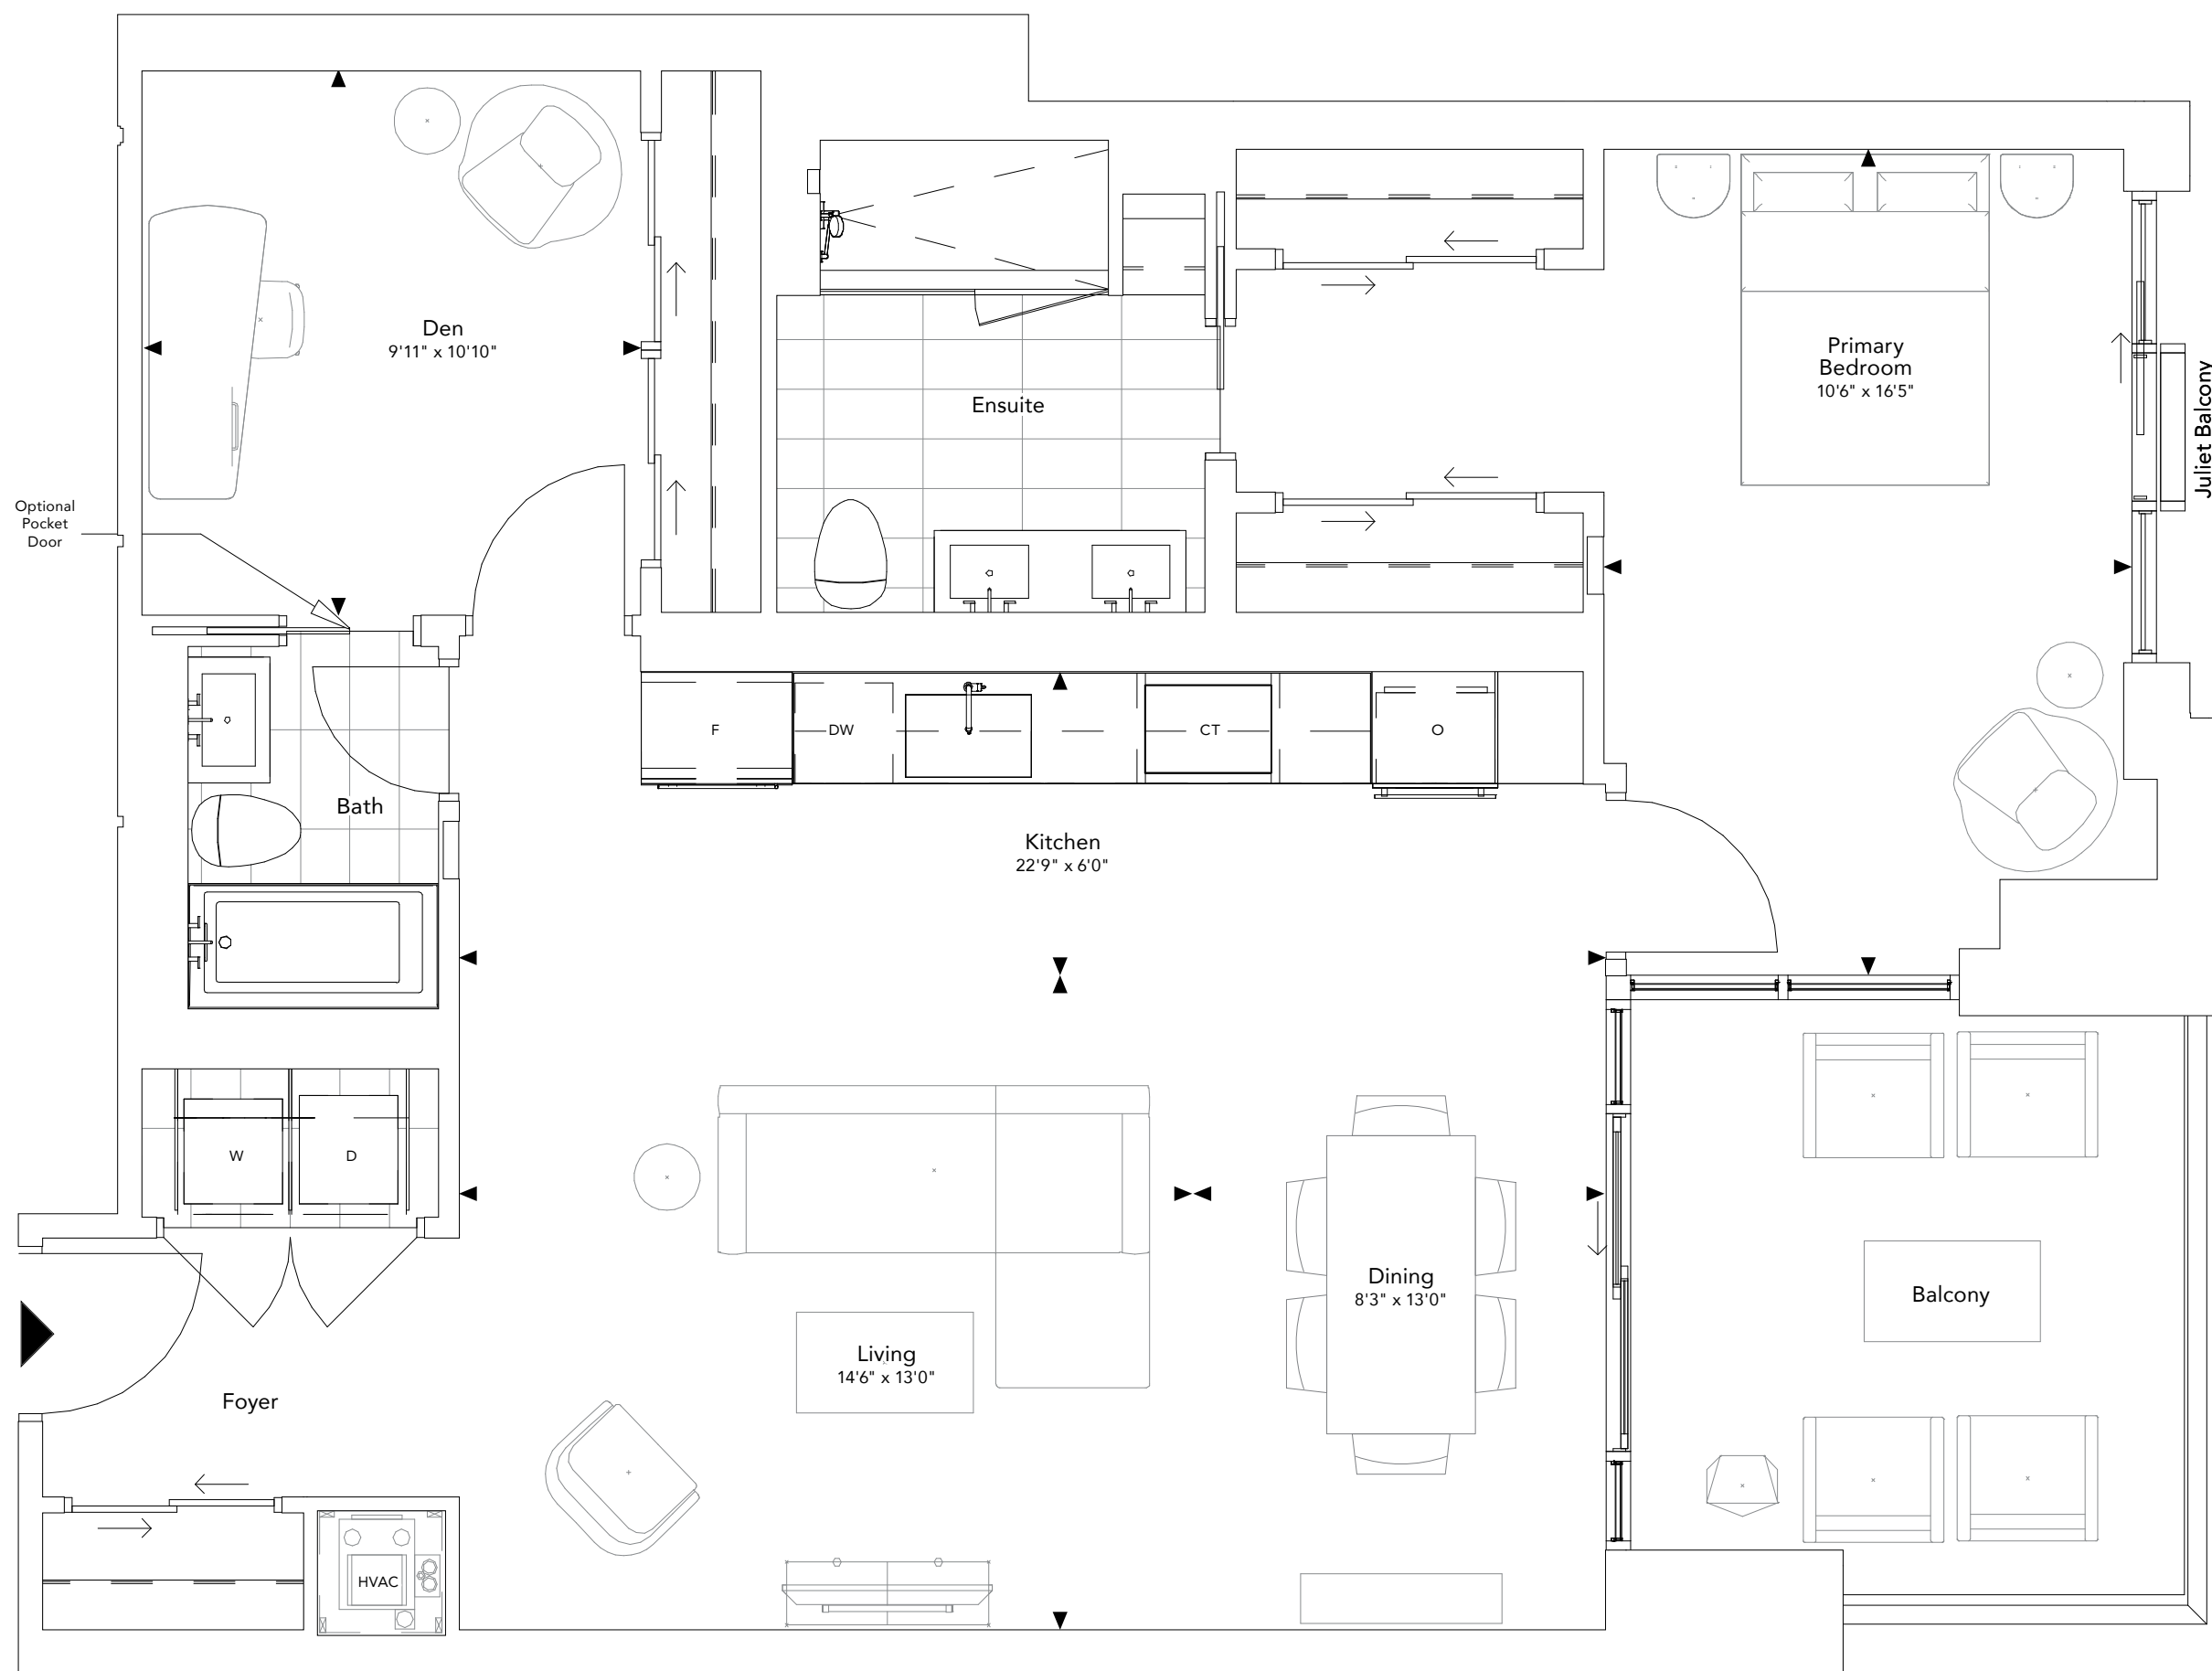 Den
9'11" x 10'10"
Ensuite
Primary
Bedroom
10'6" x 16'5"
Juliet Balcony
Optional
Pocket
Door
F
DW
CT
O
Bath
Kitchen
22'9" x 6'0"
W
D
Dining
8'3" x 13'0"
Balcony
Living
14'6" x 13'0"
Foyer
HVAC